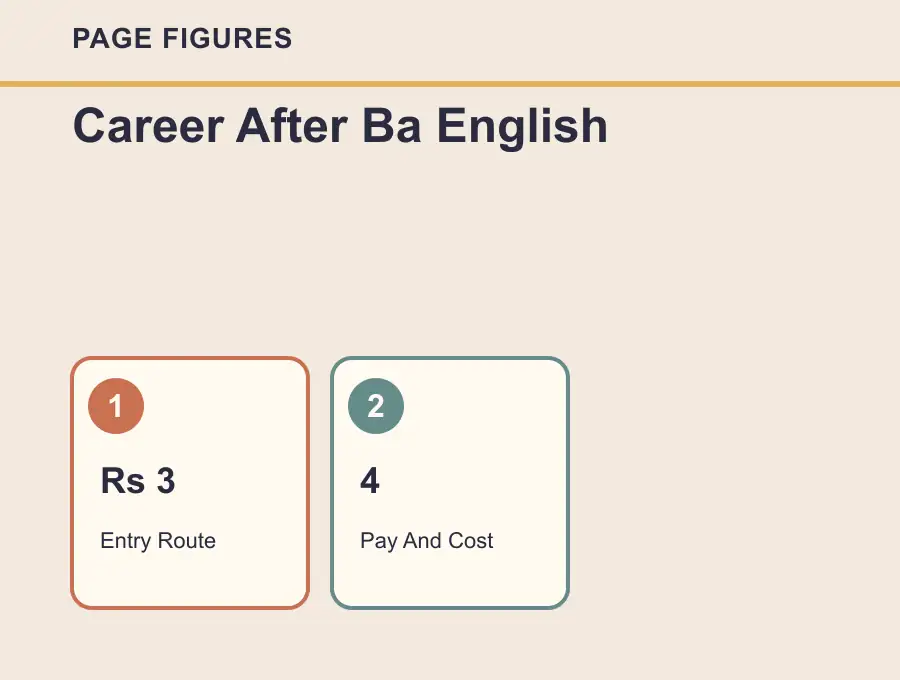 PAGE FIGURES
Career After Ba English
1
Rs 3
Entry Route
2
4
Pay And Cost